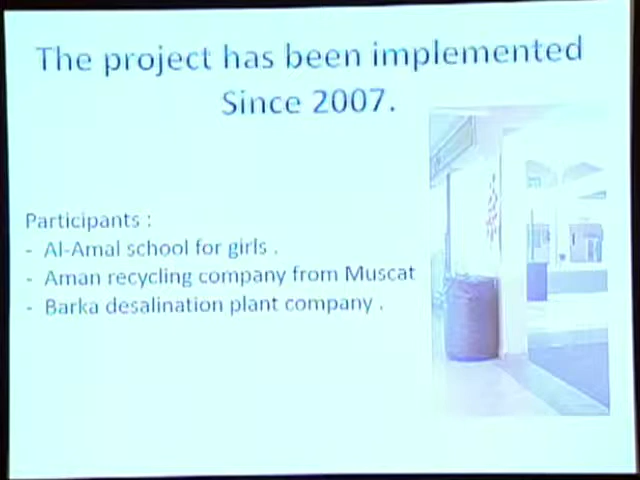 The project has been implemented
Since 2007.
Participants :
- Al-Amal school for girls .
- Aman recycling company from Muscat
- Barka desalination plant company .